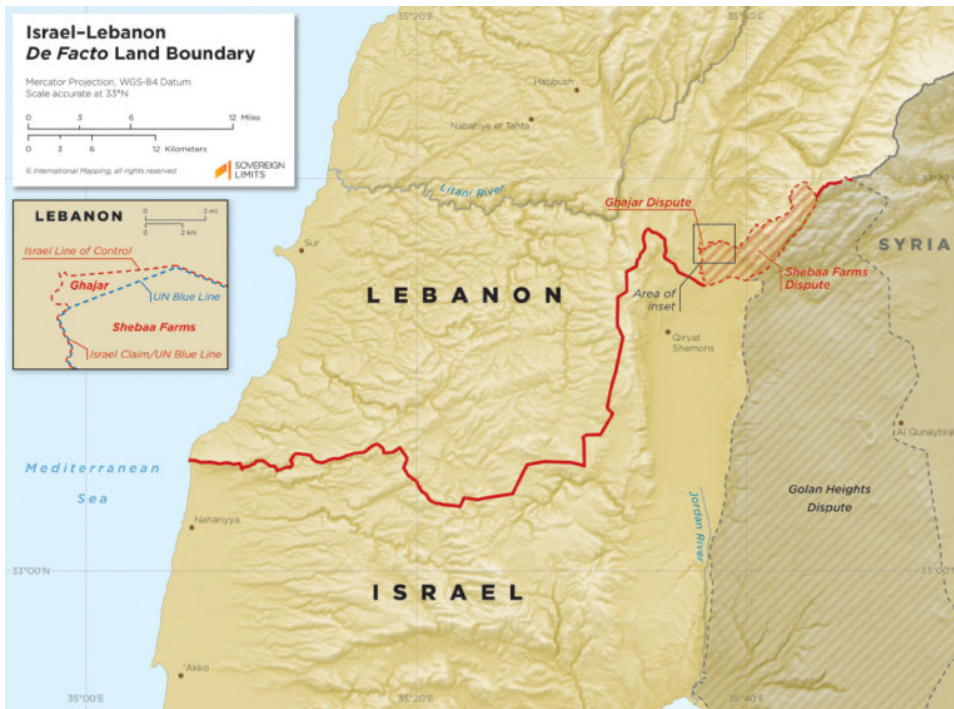 Israel–Lebanon
De Facto Land Boundary
Mercator Projection, WGS-84 Datum
Scale accurate at 33°N
0 3 6 12 Miles
0 3 6 12 Kilometers
© International Mapping, all rights reserved
SOVEREIGN
LIMITS
35°20'E
35°40'E
Habbush
Nabatiye et Tahta
Litani River
Ghajar Dispute
SYRIA
Sur
LEBANON
Shebaa Farms
Dispute
Area of
inset
Qiryat
Shemons
LEBANON
0 2 mi
0 2 km
Israel Line of Control
Ghajar
UN Blue Line
Shebaa Farms
Israel Claim/UN Blue Line
Al Qunaytira
Mediterranean
Sea
Golan Heights
Dispute
Jordan River
Nahariyya
33°00'N
33°00'N
ISRAEL
'Akko
35°00'E
35°20'E
35°40'E